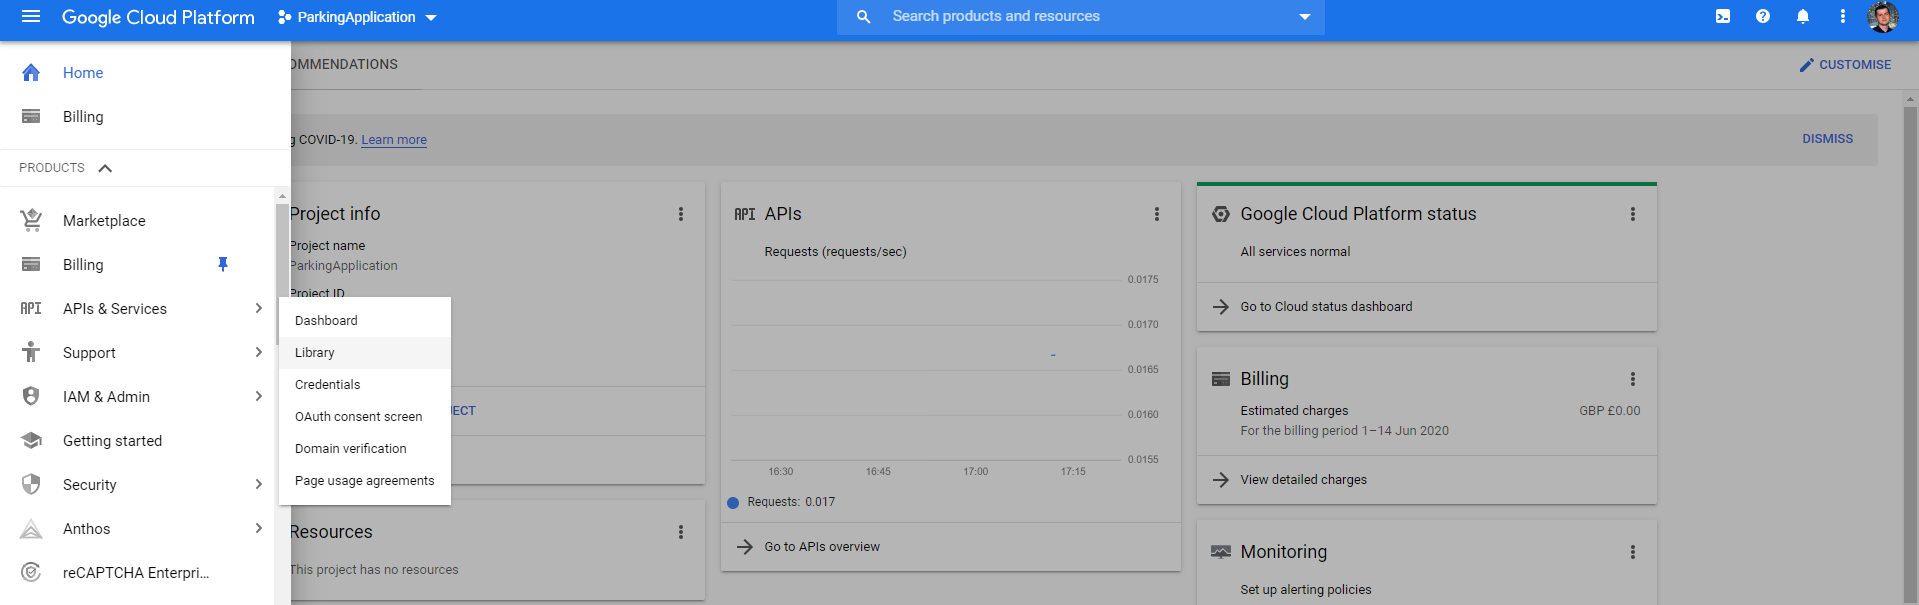 Google Cloud Platform
ParkingApplication
Search products and resources
Home
Billing
PRODUCTS
Marketplace
Billing
API APIs & Services
Support
IAM & Admin
Getting started
Security
Anthos
reCAPTCHA Enterpri...
Dashboard
Library
Credentials
OAuth consent screen
Domain verification
Page usage agreements
OMMENDATIONS
CUSTOMISE
g COVID-19. Learn more
DISMISS
Project info
Project name
ParkingApplication
Project ID
JECT
Resources
This project has no resources
API APIs
Requests (requests/sec)
0.0175
0.0170
0.0165
0.0160
0.0155
16:30 16:45 17:00 17:15
Requests: 0.017
Go to APIs overview
Google Cloud Platform status
All services normal
Go to Cloud status dashboard
Billing
Estimated charges GBP £0.00
For the billing period 1–14 Jun 2020
View detailed charges
Monitoring
Set up alerting policies